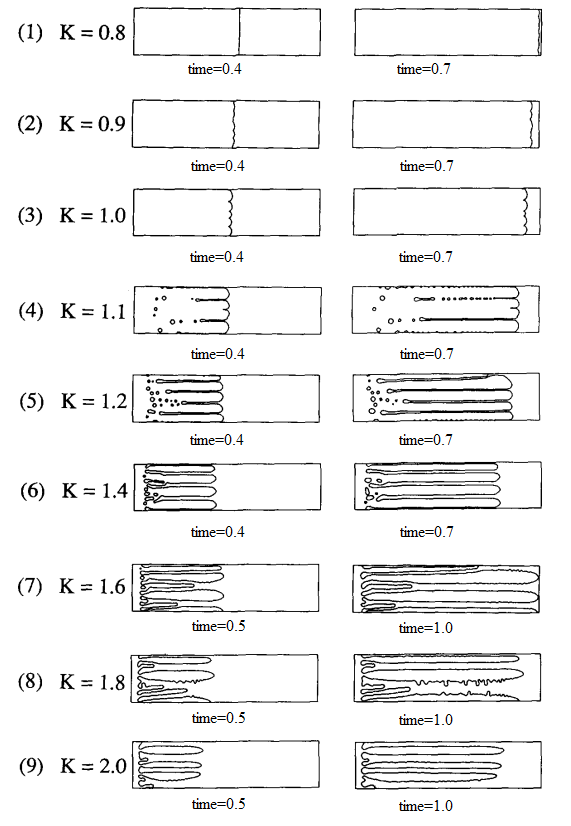 (1) K = 0.8
time=0.4 time=0.7
(2) K = 0.9
time=0.4 time=0.7
(3) K = 1.0
time=0.4 time=0.7
(4) K = 1.1
time=0.4 time=0.7
(5) K = 1.2
time=0.4 time=0.7
(6) K = 1.4
time=0.4 time=0.7
(7) K = 1.6
time=0.5 time=1.0
(8) K = 1.8
time=0.5 time=1.0
(9) K = 2.0
time=0.5 time=1.0